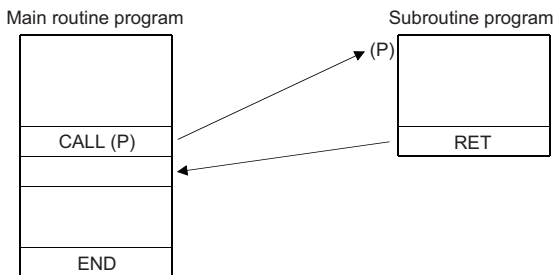 Main routine program
Subroutine program
(P)
CALL (P)
RET
END